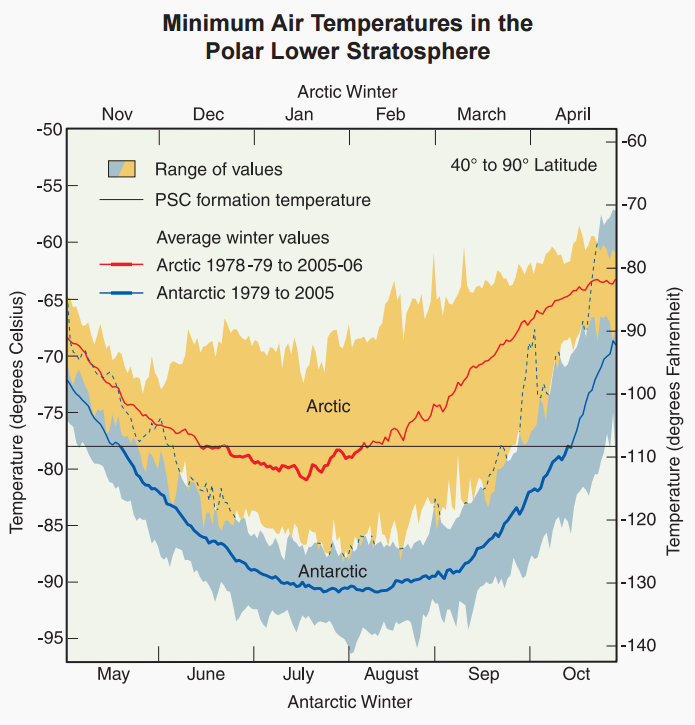 Minimum Air Temperatures in the
Polar Lower Stratosphere
Arctic Winter
Nov Dec Jan Feb March April
-50
-55
-60
-65
-70
-75
-80
-85
-90
-95
Temperature (degrees Celsius)
Range of values
40° to 90° Latitude
PSC formation temperature
Average winter values
Arctic 1978-79 to 2005-06
Antarctic 1979 to 2005
Arctic
Antarctic
-60
-70
-80
-90
-100
-110
-120
-130
-140
Temperature (degrees Fahrenheit)
May June July August Sep Oct
Antarctic Winter